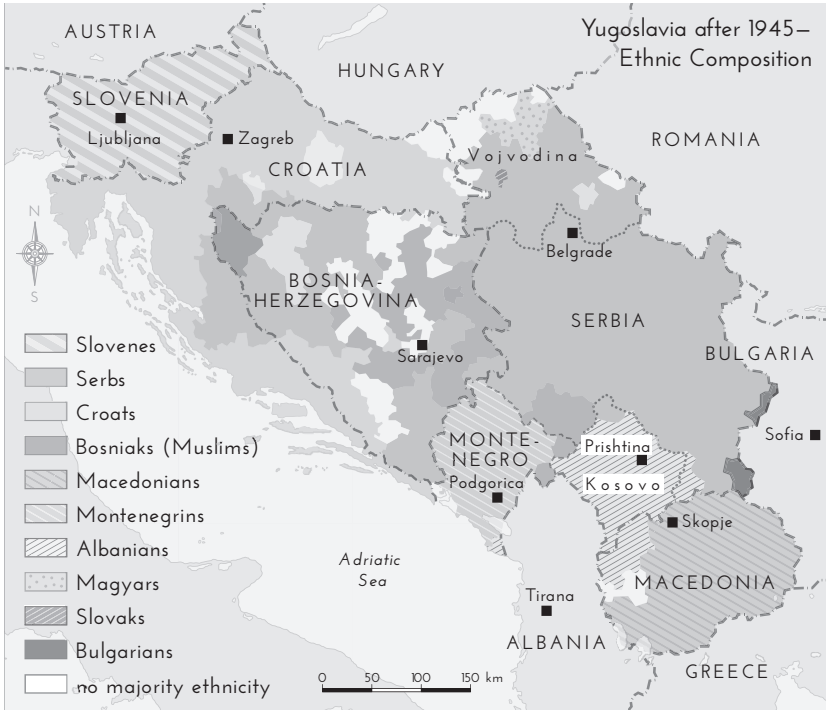 Yugoslavia after 1945–
Ethnic Composition
AUSTRIA
HUNGARY
SLOVENIA
Ljubljana
Zagreb
CROATIA
Vojvodina
ROMANIA
N
S
Belgrade
BOSNIA-
HERZEGOVINA
SERBIA
Sarajevo
BULGARIA
Sofia
MONTE-
NEGRO
Podgorica
Prishtina
Kosovo
Skopje
MACEDONIA
Adriatic
Sea
Tirana
ALBANIA
GREECE
Slovenes
Serbs
Croats
Bosniaks (Muslims)
Macedonians
Montenegrins
Albanians
Magyars
Slovaks
Bulgarians
no majority ethnicity
0 50 100 150 km